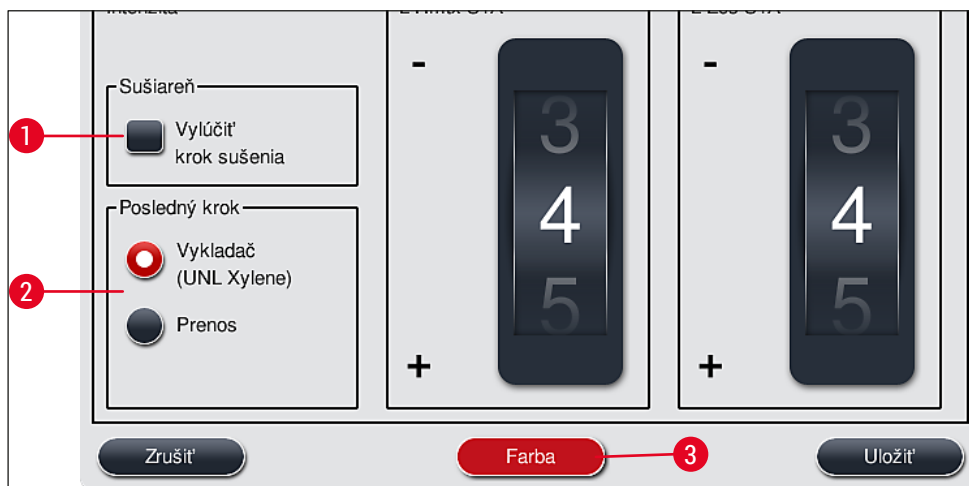 Sušiareň
Vylúčiť
krok sušenia
Posledný krok
Vykladač
(UNL Xylene)
Prenos
-
3
4
5
+
-
3
4
5
+
1
2
Zrušiť
Farba
3
Uložiť